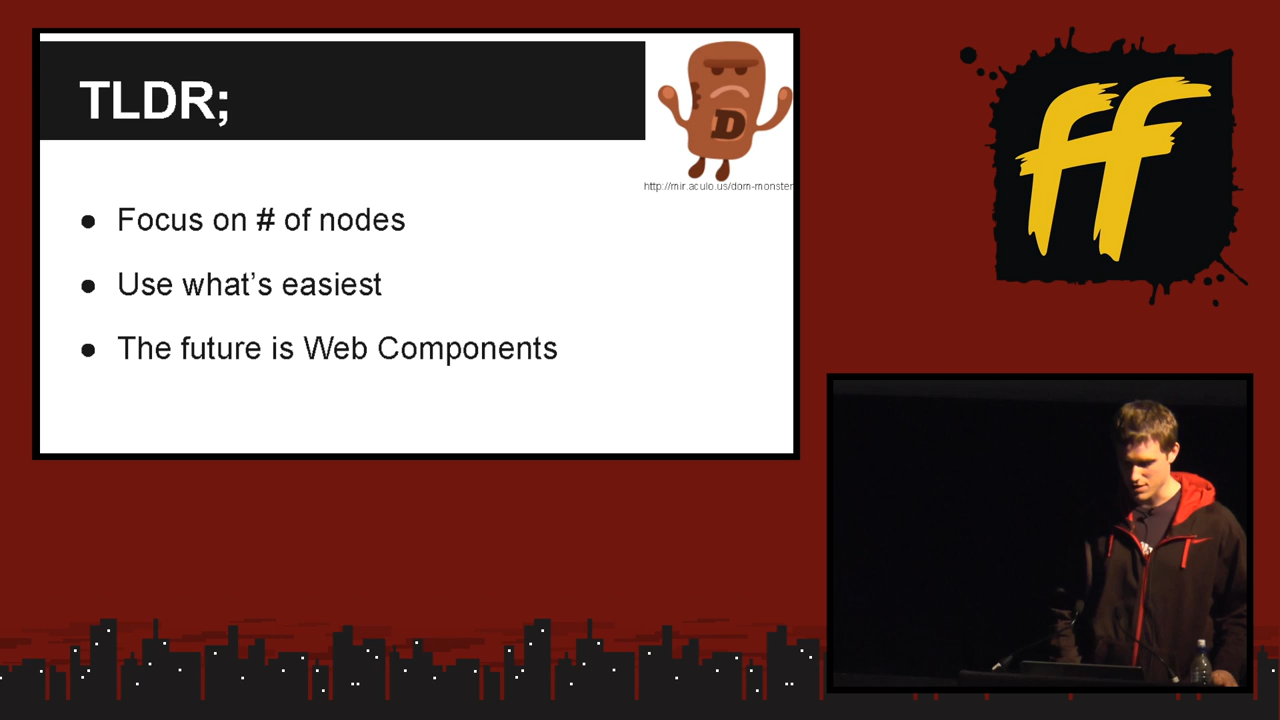 TLDR;
D
http://mir.aculo.us/dom-monster
● Focus on # of nodes
● Use what's easiest
● The future is Web Components
ff